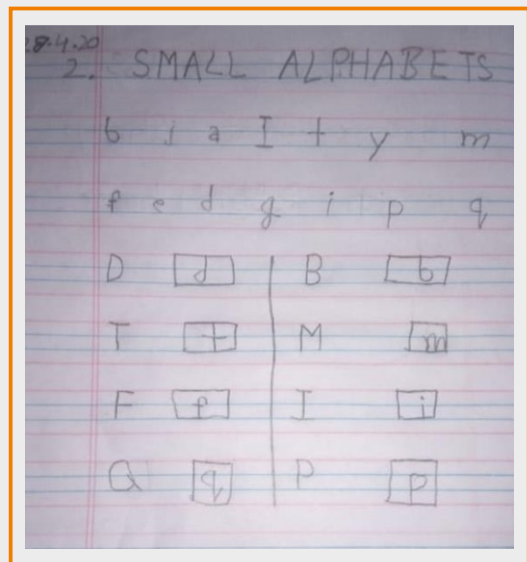 28.4.20
2. SMALL ALPHABETS
b j a I t y m
f e d g i p q
D d B b
T t M m
F f I i
Q q P p